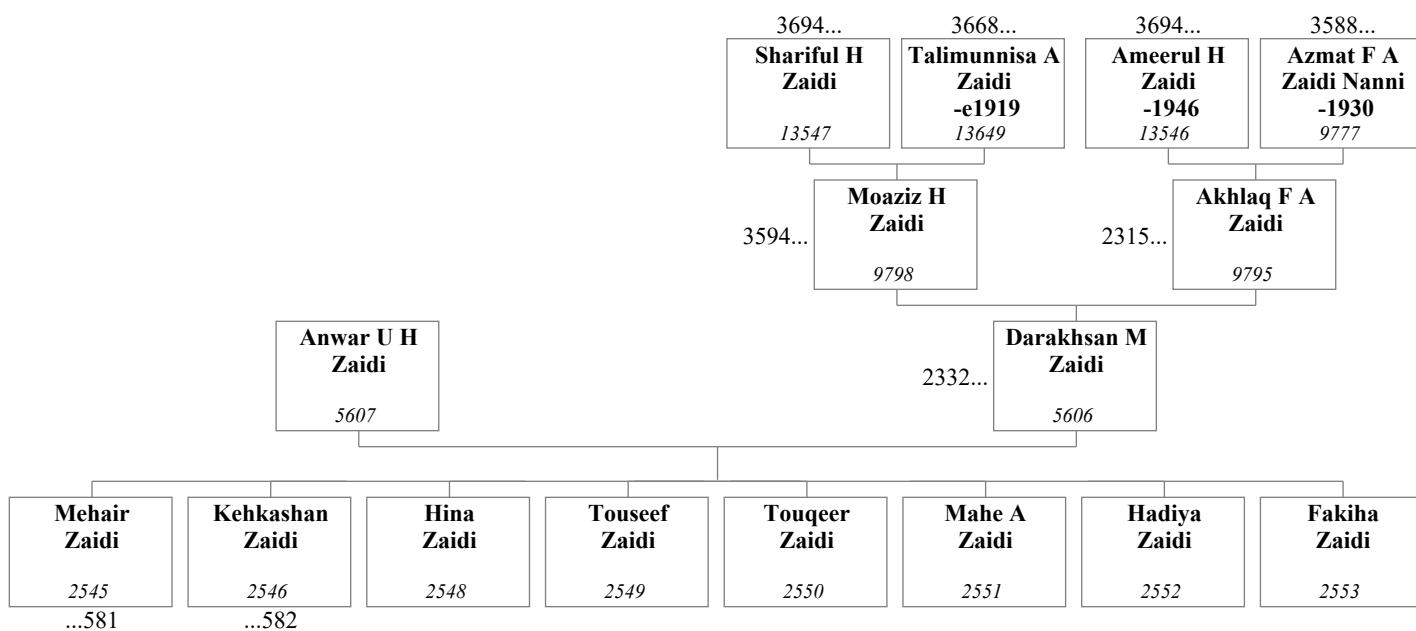 3694... 3668... 3694... 3588...
Shariful H Zaidi 13547
Talimunnisa A Zaidi -e1919 13649
Ameerul H Zaidi -1946 13546
Azmat F A Zaidi Nanni -1930 9777
3594...
Moaziz H Zaidi 9798
2315...
Akhlaq F A Zaidi 9795
Anwar U H Zaidi 5607
2332...
Darakhsan M Zaidi 5606
Mehair Zaidi 2545
...581
Kehkashan Zaidi 2546
...582
Hina Zaidi 2548
Touseef Zaidi 2549
Touqeer Zaidi 2550
Mahe A Zaidi 2551
Hadiya Zaidi 2552
Fakiha Zaidi 2553